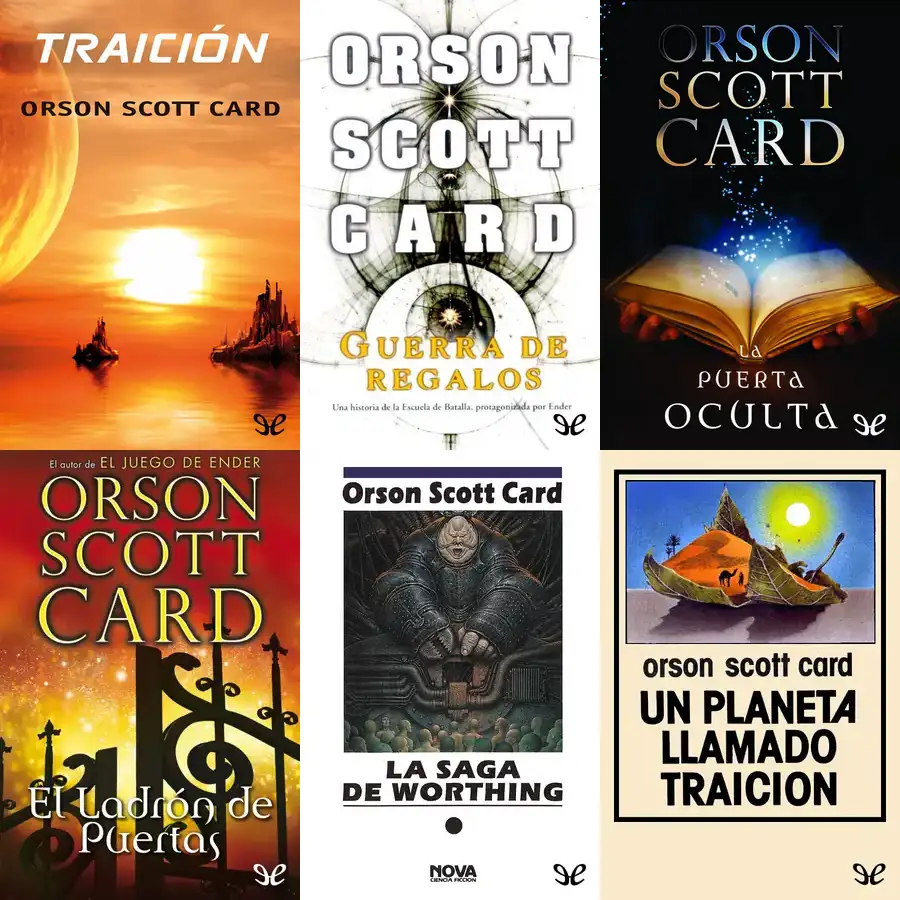 TRAICIÓN
ORSON SCOTT CARD
ORSON
SCOTT
CARD
GUERRA DE
REGALOS
Una historia de la Escuela de Batalla, protagonizada por Ender
ORSON
SCOTT
CARD
LA
PUERTA
OCULTA
El autor de EL JUEGO DE ENDER
ORSON
SCOTT
CARD
El Ladrón de
Puertas
Orson Scott Card
LA SAGA
DE WORTHING
NOVA
CIENCIA FICCION
orson scott card
UN PLANETA
LLAMADO
TRAICION